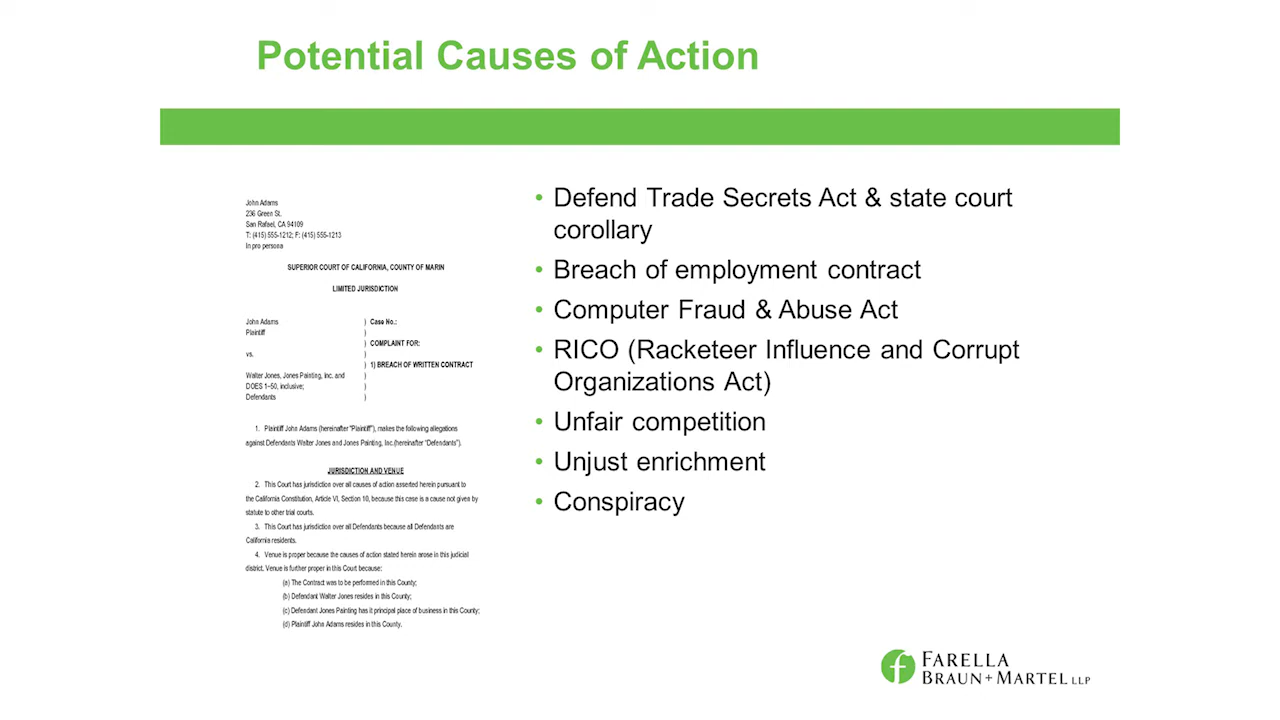 Potential Causes of Action
John Adams
236 Green St.
San Rafael, CA 94109
T: (415) 555-1212; F: (415) 555-1213
In pro persona
SUPERIOR COURT OF CALIFORNIA, COUNTY OF MARIN
LIMITED JURISDICTION
John Adams ) Case No.:
Plaintiff )
) COMPLAINT FOR:
vs. )
) 1) BREACH OF WRITTEN CONTRACT
Walter Jones, Jones Painting, Inc. and )
DOES 1–50, inclusive; )
Defendants )
1. Plaintiff John Adams (hereinafter "Plaintiff"), makes the following allegations
against Defendants Walter Jones and Jones Painting, Inc.(hereinafter "Defendants").
JURISDICTION AND VENUE
2. This Court has jurisdiction over all causes of action asserted herein pursuant to
the California Constitution, Article VI, Section 10, because this case is a cause not given by
statute to other trial courts.
3. This Court has jurisdiction over all Defendants because all Defendants are
California residents.
4. Venue is proper because the causes of action stated herein arose in this judicial
district. Venue is further proper in this Court because:
(a) The Contract was to be performed in this County;
(b) Defendant Walter Jones resides in this County;
(c) Defendant Jones Painting has it principal place of business in this County;
(d) Plaintiff John Adams resides in this County.
• Defend Trade Secrets Act & state court
corollary
• Breach of employment contract
• Computer Fraud & Abuse Act
• RICO (Racketeer Influence and Corrupt
Organizations Act)
• Unfair competition
• Unjust enrichment
• Conspiracy
f FARELLA
BRAUN+MARTEL LLP